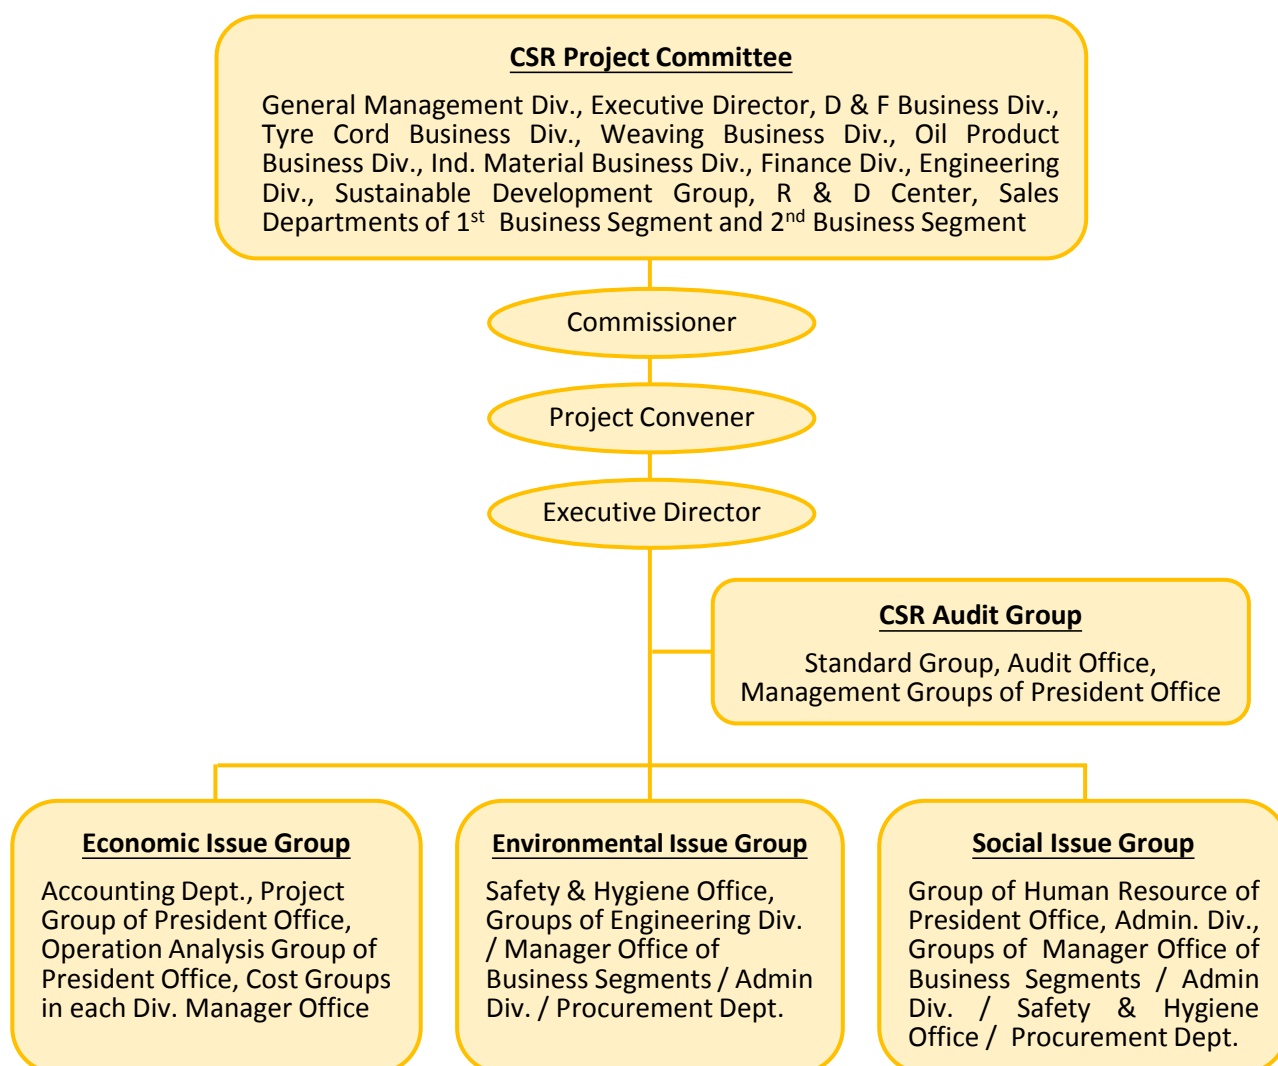 CSR Project Committee
General Management Div., Executive Director, D & F Business Div.,
Tyre Cord Business Div., Weaving Business Div., Oil Product
Business Div., Ind. Material Business Div., Finance Div., Engineering
Div., Sustainable Development Group, R & D Center, Sales
Departments of 1st Business Segment and 2nd Business Segment
Commissioner
Project Convener
Executive Director
CSR Audit Group
Standard Group, Audit Office,
Management Groups of President Office
Economic Issue Group
Accounting Dept., Project
Group of President Office,
Operation Analysis Group of
President Office, Cost Groups
in each Div. Manager Office
Environmental Issue Group
Safety & Hygiene Office,
Groups of Engineering Div.
/ Manager Office of
Business Segments / Admin
Div. / Procurement Dept.
Social Issue Group
Group of Human Resource of
President Office, Admin. Div.,
Groups of Manager Office of
Business Segments / Admin
Div. / Safety & Hygiene
Office / Procurement Dept.